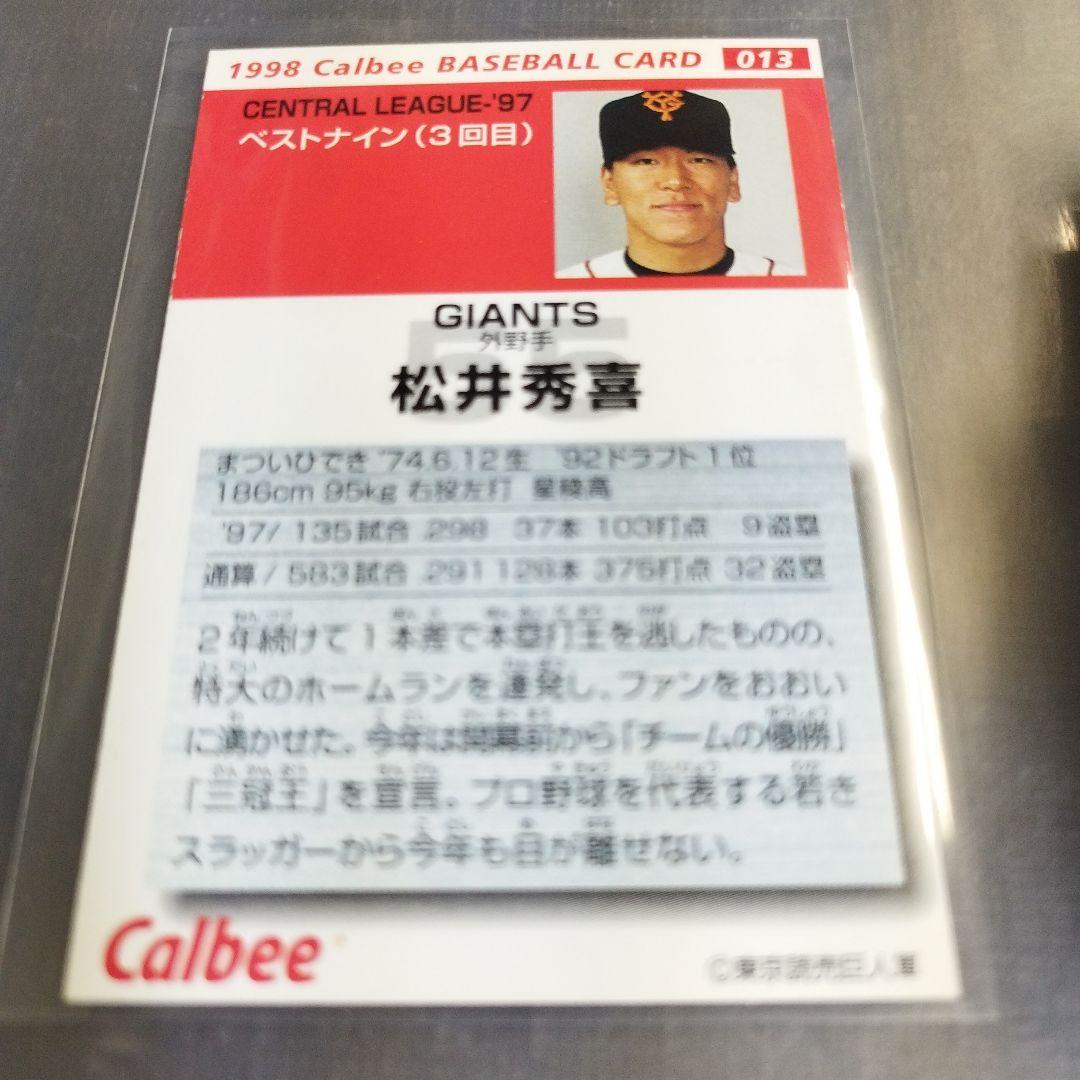 1998 Calbee BASEBALL CARD 013
CENTRAL LEAGUE-'97
ベストナイン(3回目)
GIANTS
外野手
55
松井秀喜
まついひでき '74.6.12生 '92ドラフト1位
186cm 95kg 右投左打 星稜高
'97/ 135試合 .298 37本 103打点 9盗塁
通算/ 583試合 .291 128本 375打点 32盗塁
2年続けて1本差で本塁打王を逃したものの、
特大のホームランを連発し、ファンをおおい
に湧かせた。今年は開幕前から「チームの優勝」
「三冠王」を宣言。プロ野球を代表する若き
スラッガーから今年も目が離せない。
Calbee
©東京読売巨人軍